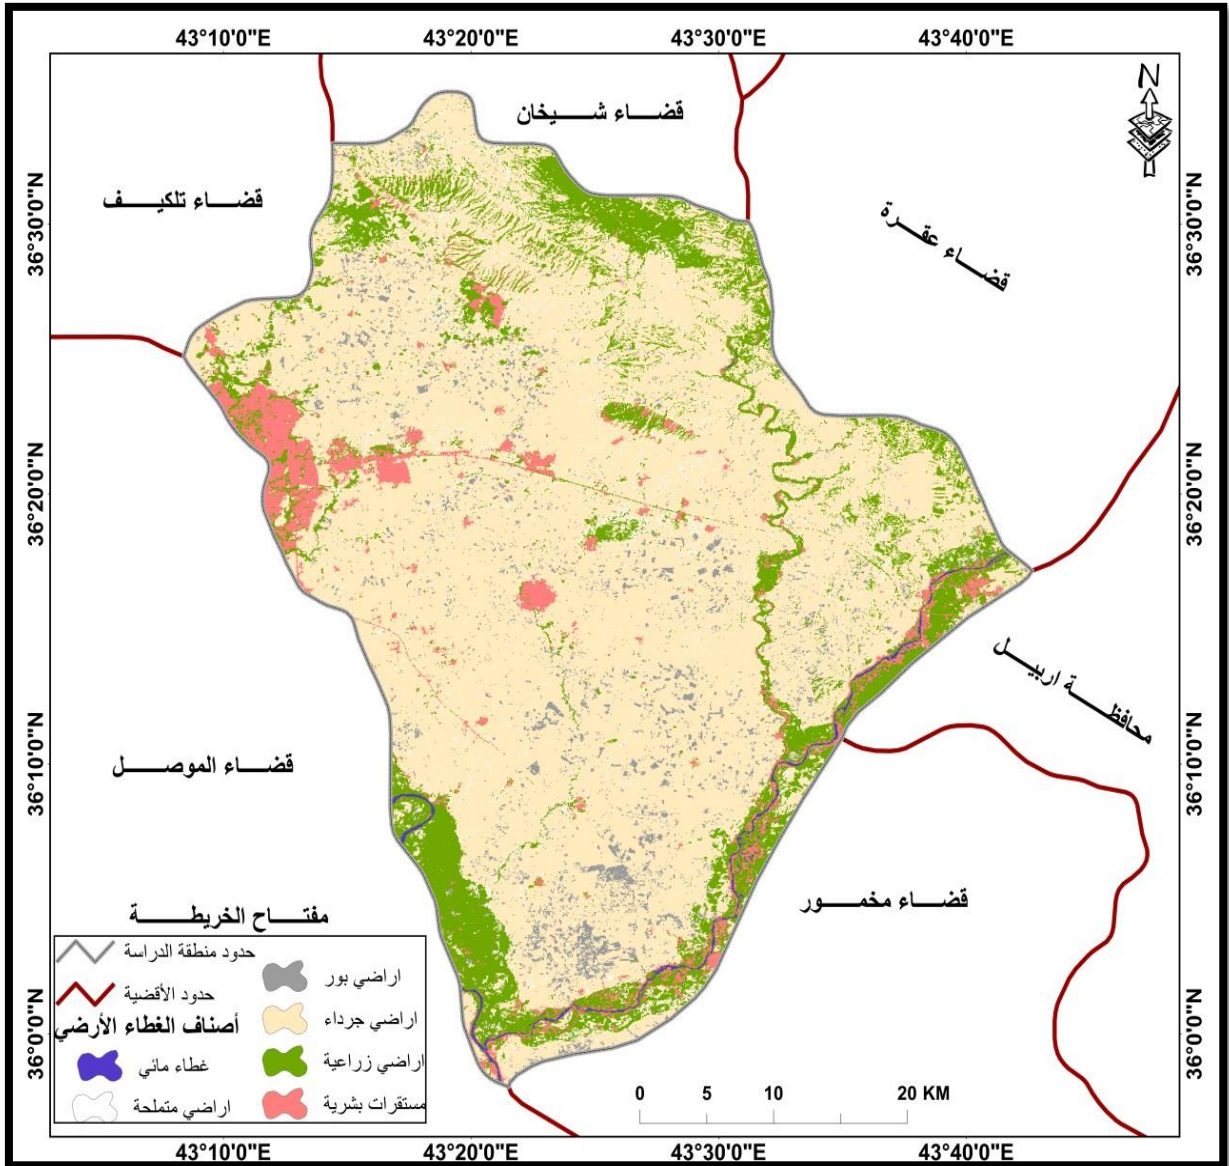 43°10'0"E 43°20'0"E 43°30'0"E 43°40'0"E
N
قضاء شيخان
قضاء تلكيف
قضاء عقرة
36°30'0"N 36°30'0"N
36°20'0"N 36°20'0"N
محافظة اربيل
قضاء الموصل
36°10'0"N 36°10'0"N
قضاء مخمور
مفتاح الخريطة
حدود منطقة الدراسة
حدود الأقضية
أصناف الغطاء الأرضي
غطاء مائي
اراضي متملحة
اراضي بور
اراضي جرداء
اراضي زراعية
مستقرات بشرية
36°0'0"N 36°0'0"N
0 5 10 20 KM
43°10'0"E 43°20'0"E 43°30'0"E 43°40'0"E